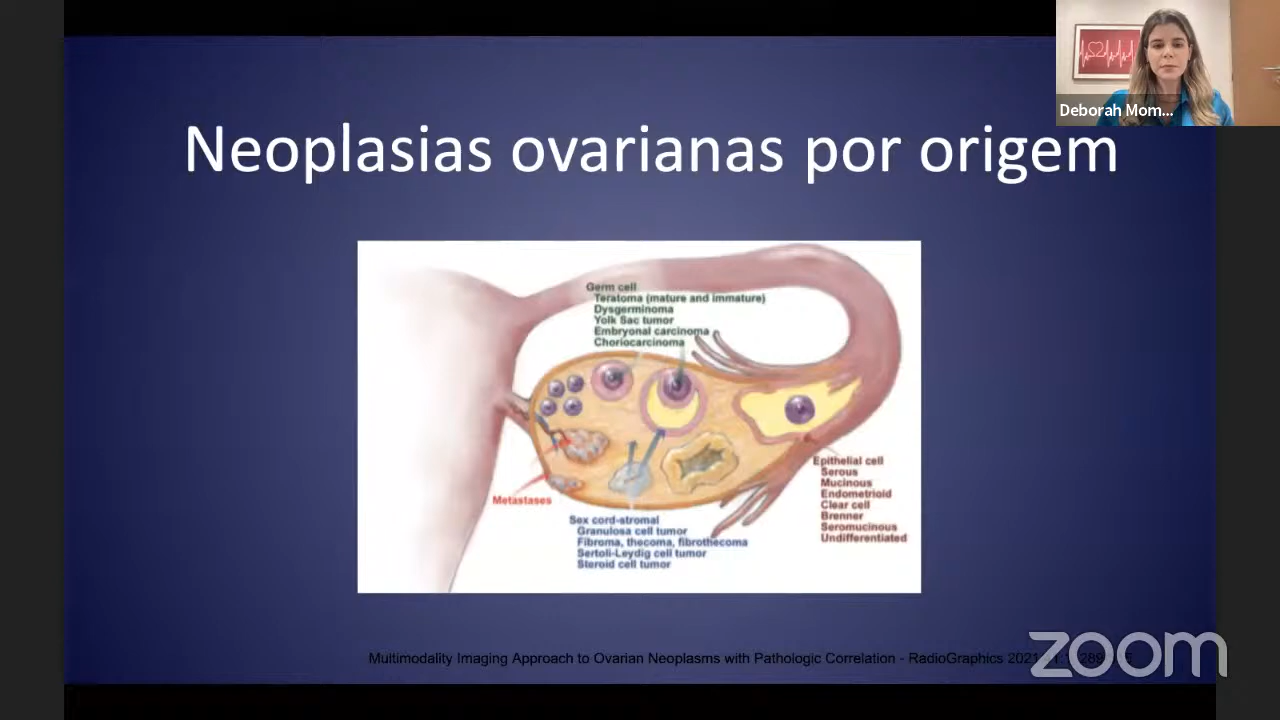 Deborah Mom...
Neoplasias ovarianas por origem
Germ cell
Teratoma (mature and immature)
Dysgerminoma
Yolk Sac tumor
Embryonal carcinoma
Choriocarcinoma
Epithelial cell
Serous
Mucinous
Endometrioid
Clear cell
Brenner
Seromucinous
Undifferentiated
Metastases
Sex cord-stromal
Granulosa cell tumor
Fibroma, thecoma, fibrothecoma
Sertoli-Leydig cell tumor
Steroid cell tumor
Multimodality Imaging Approach to Ovarian Neoplasms with Pathologic Correlation - RadioGraphics 2021
zoom